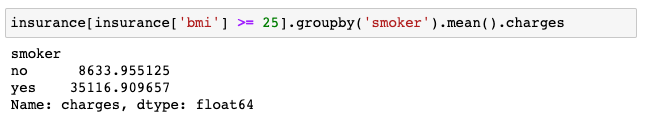 insurance[insurance['bmi'] >= 25].groupby('smoker').mean().charges
smoker
no      8633.955125
yes    35116.909657
Name: charges, dtype: float64